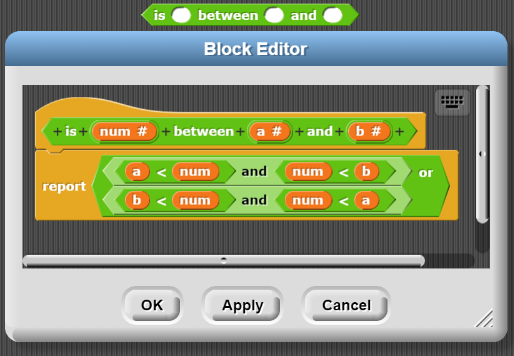 is between and
Block Editor
+ is + num # + between + a # + and + b # +
report a < num and num < b or
b < num and num < a
OK Apply Cancel